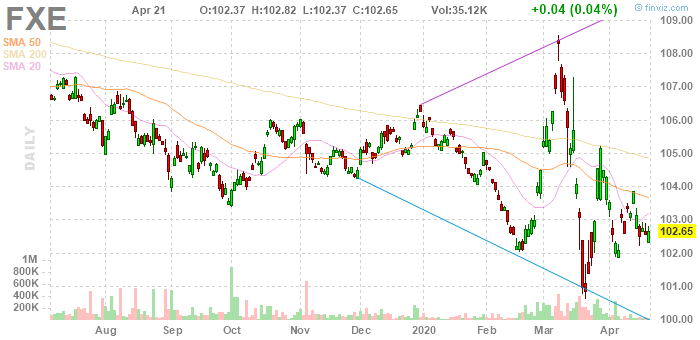 FXE Apr 21 O:102.37 H:102.82 L:102.37 C:102.65 Vol:35.12K +0.04 (0.04%) © finviz.com
SMA 50
SMA 200
SMA 20
DAILY
109.00
108.00
107.00
106.00
105.00
104.00
103.00
102.65
102.00
101.00
100.00
1M
800K
600K
400K
200K
Aug Sep Oct Nov Dec 2020 Feb Mar Apr